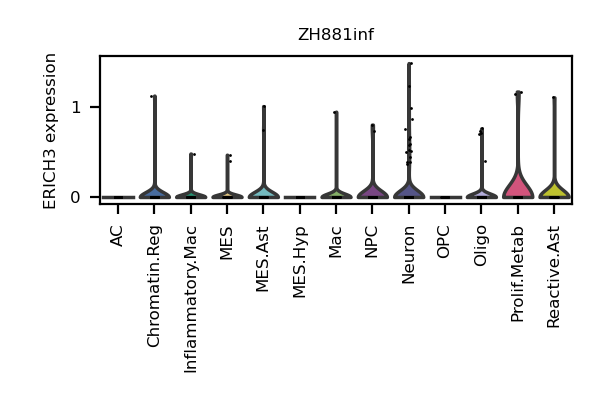 ZH881inf
ERICH3 expression
1
0
AC
Chromatin.Reg
Inflammatory.Mac
MES
MES.Ast
MES.Hyp
Mac
NPC
Neuron
OPC
Oligo
Prolif.Metab
Reactive.Ast